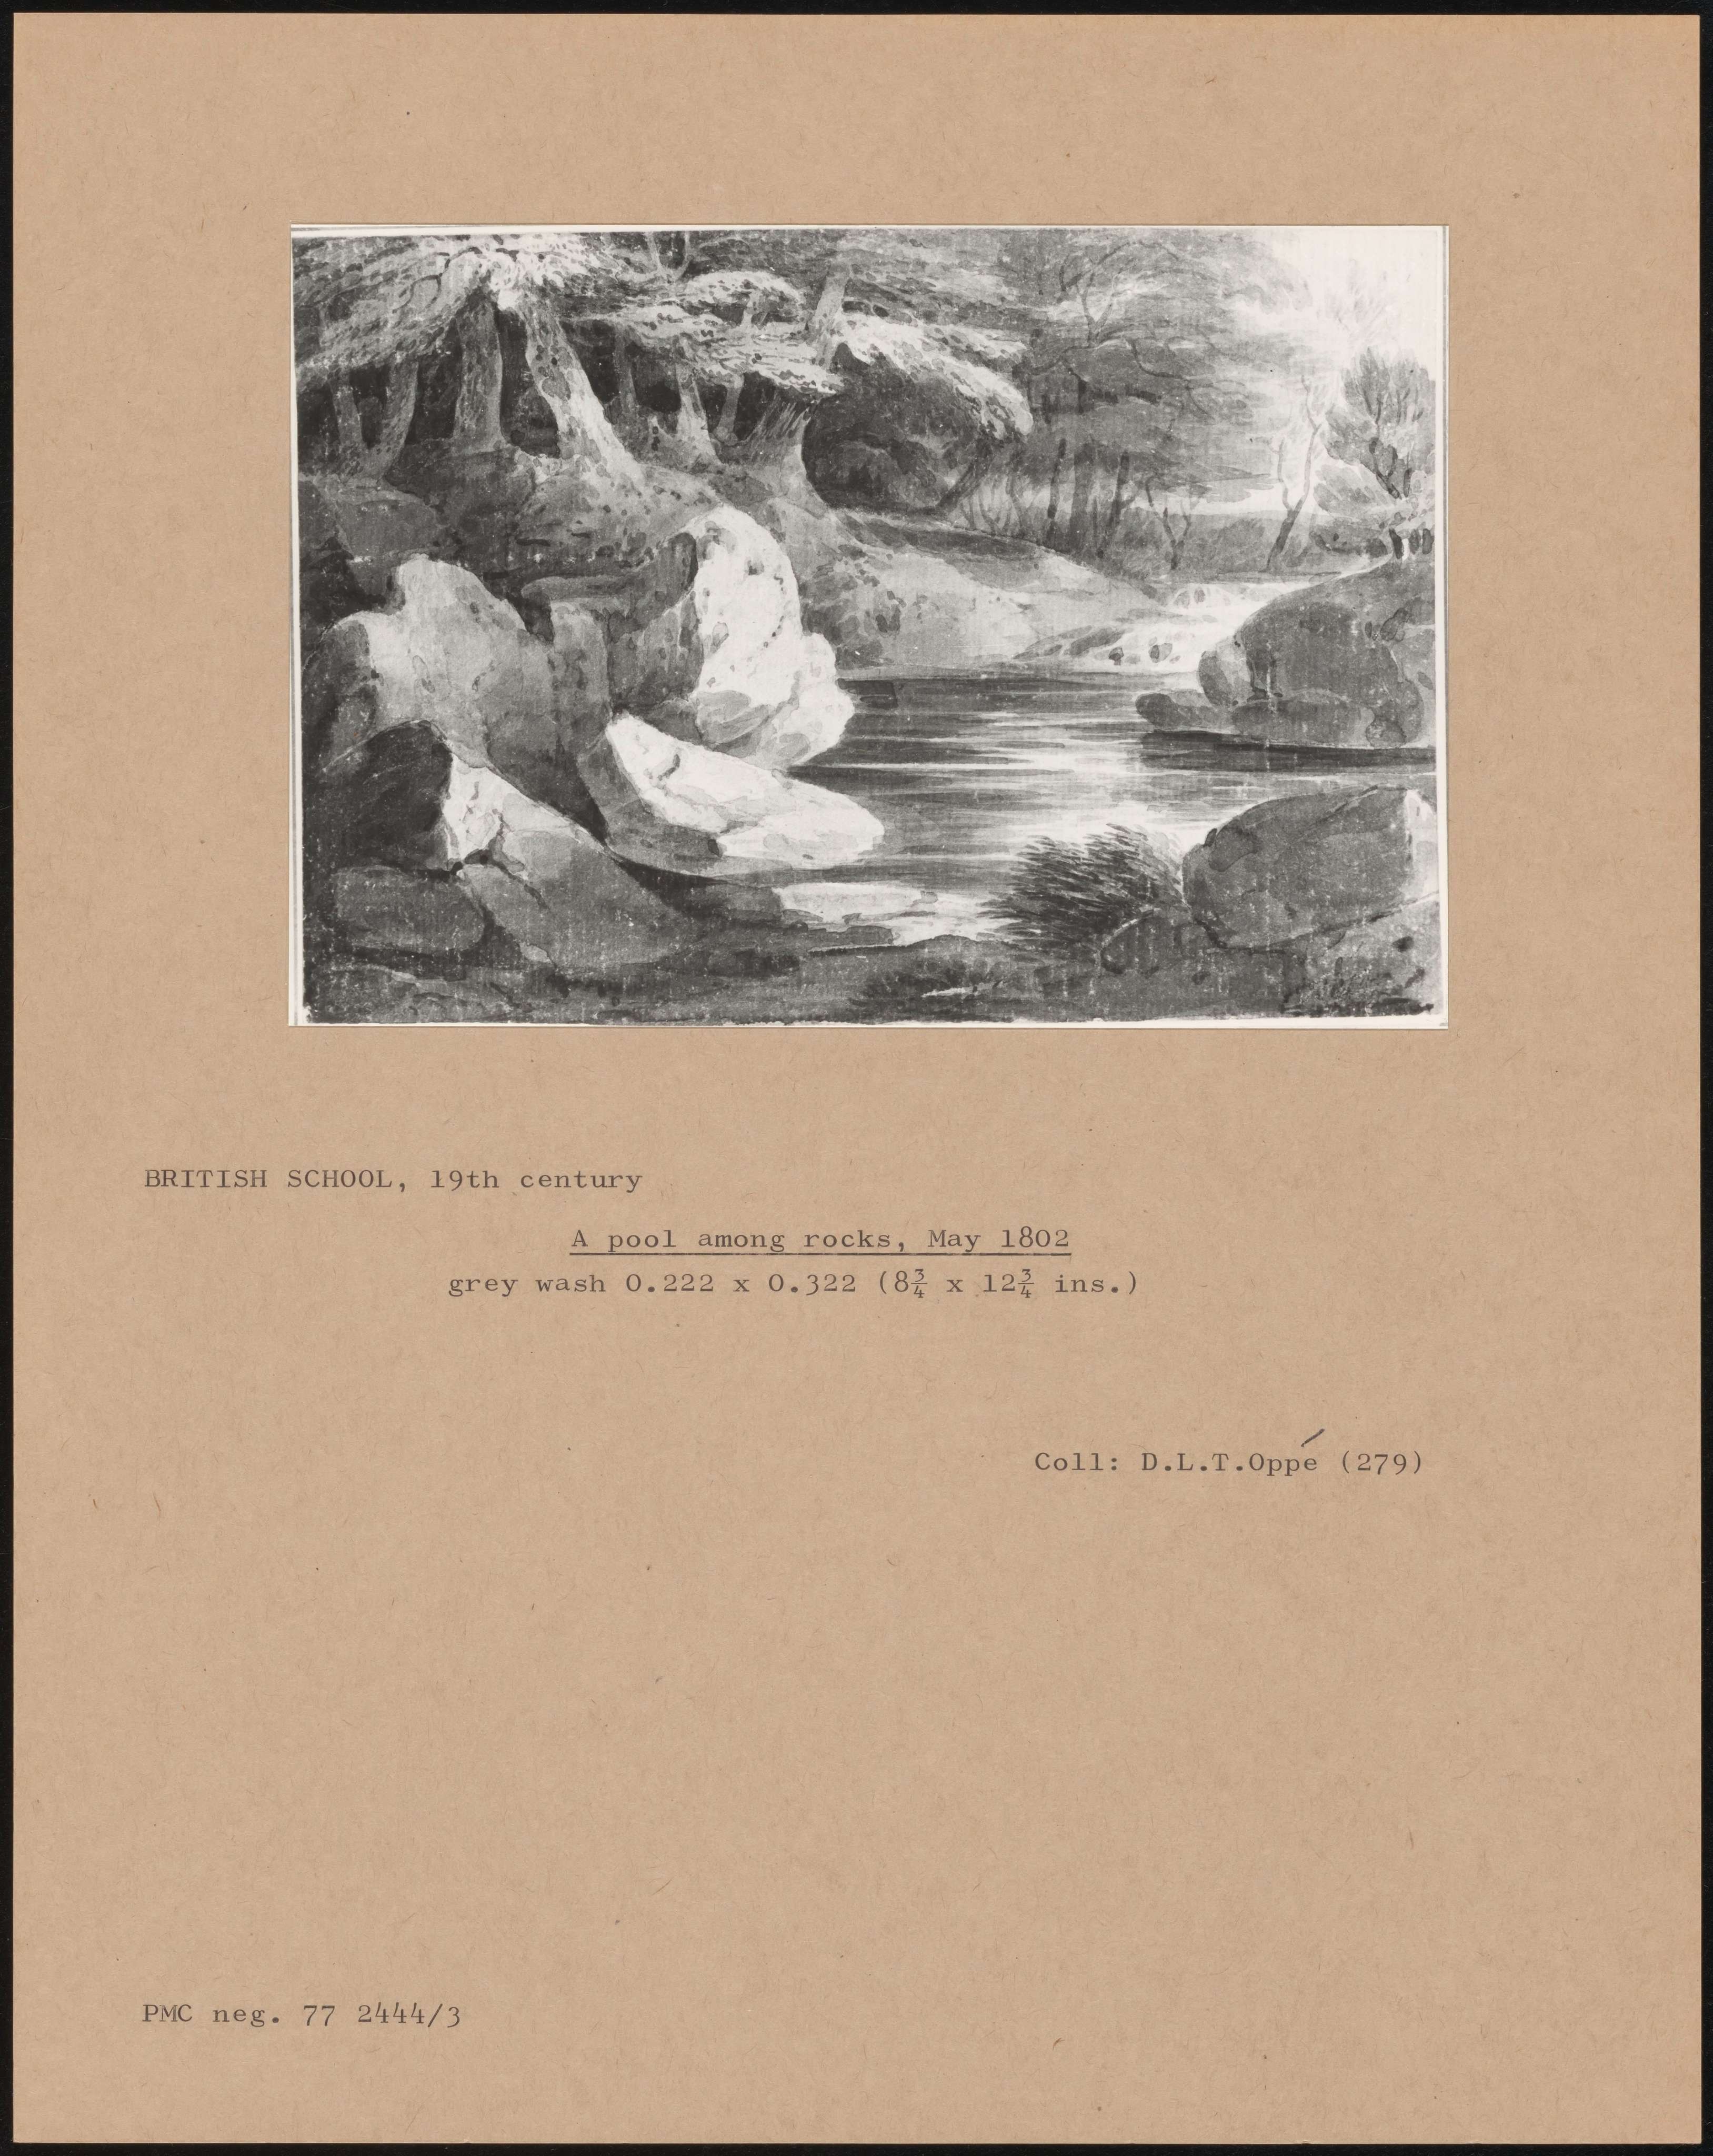 BRITISH SCHOOL, 19th century
A pool among rocks, May 1802
grey wash 0.222 x 0.322 (8¾ x 12¾ ins.)
Coll: D.L.T.Oppé (279)
PMC neg. 77 2444/3